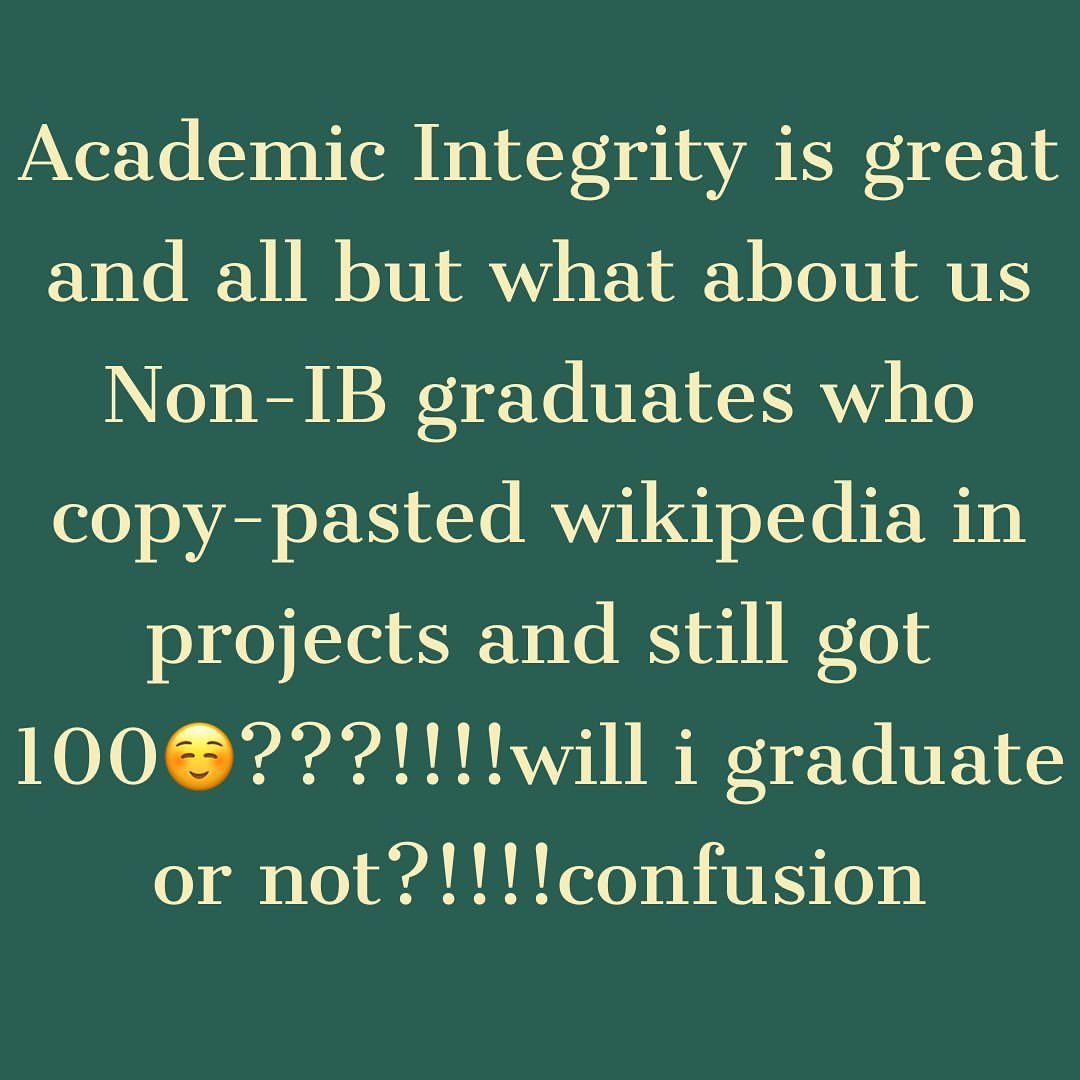 Academic Integrity is great
and all but what about us
Non-IB graduates who
copy-pasted wikipedia in
projects and still got
100☺️???!!!!will i graduate
or not?!!!!confusion